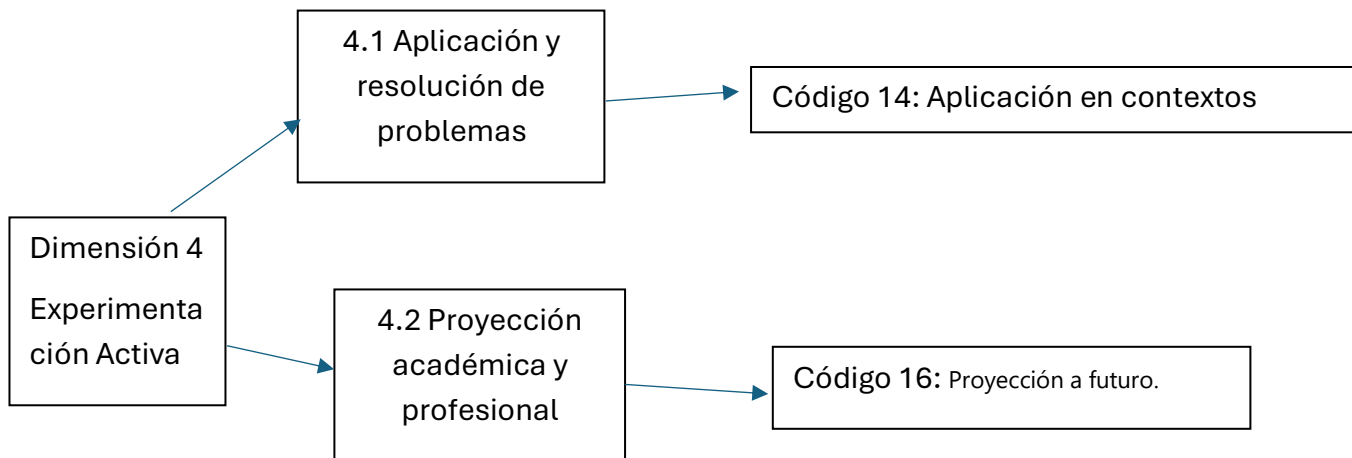 4.1 Aplicación y
resolución de
problemas
Código 14: Aplicación en contextos
Dimensión 4
Experimenta
ción Activa
4.2 Proyección
académica y
profesional
Código 16: Proyección a futuro.